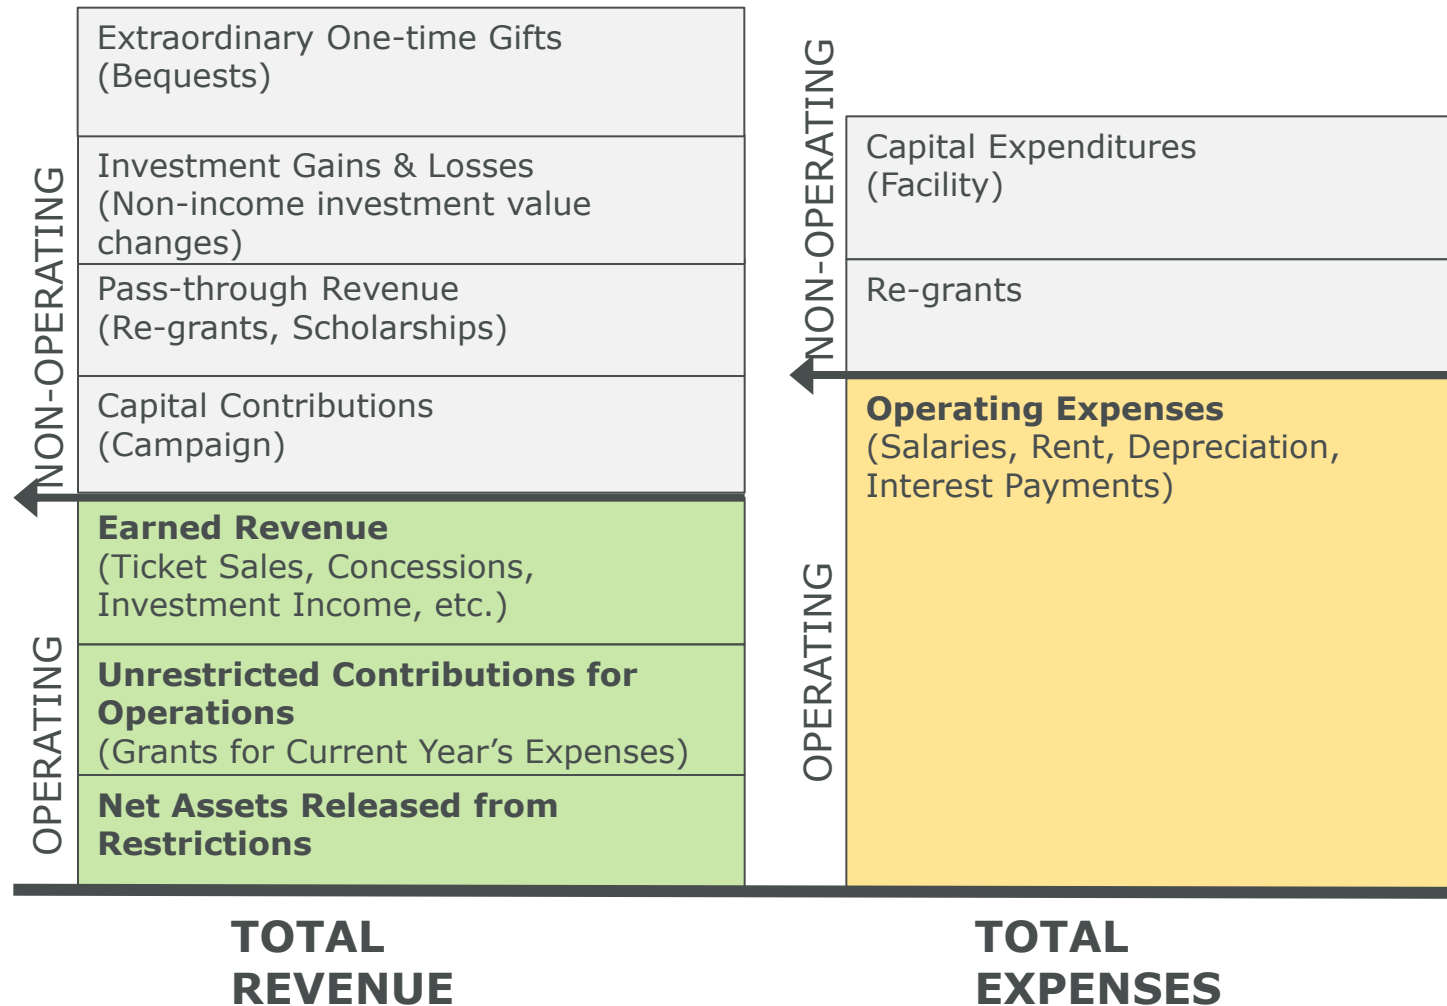 Extraordinary One-time Gifts
(Bequests)
Investment Gains & Losses
(Non-income investment value
changes)
Pass-through Revenue
(Re-grants, Scholarships)
Capital Contributions
(Campaign)
NON-OPERATING
Earned Revenue
(Ticket Sales, Concessions,
Investment Income, etc.)
Unrestricted Contributions for
Operations
(Grants for Current Year’s Expenses)
Net Assets Released from
Restrictions
OPERATING
TOTAL
REVENUE
NON-OPERATING
Capital Expenditures
(Facility)
Re-grants
Operating Expenses
(Salaries, Rent, Depreciation,
Interest Payments)
OPERATING
TOTAL
EXPENSES